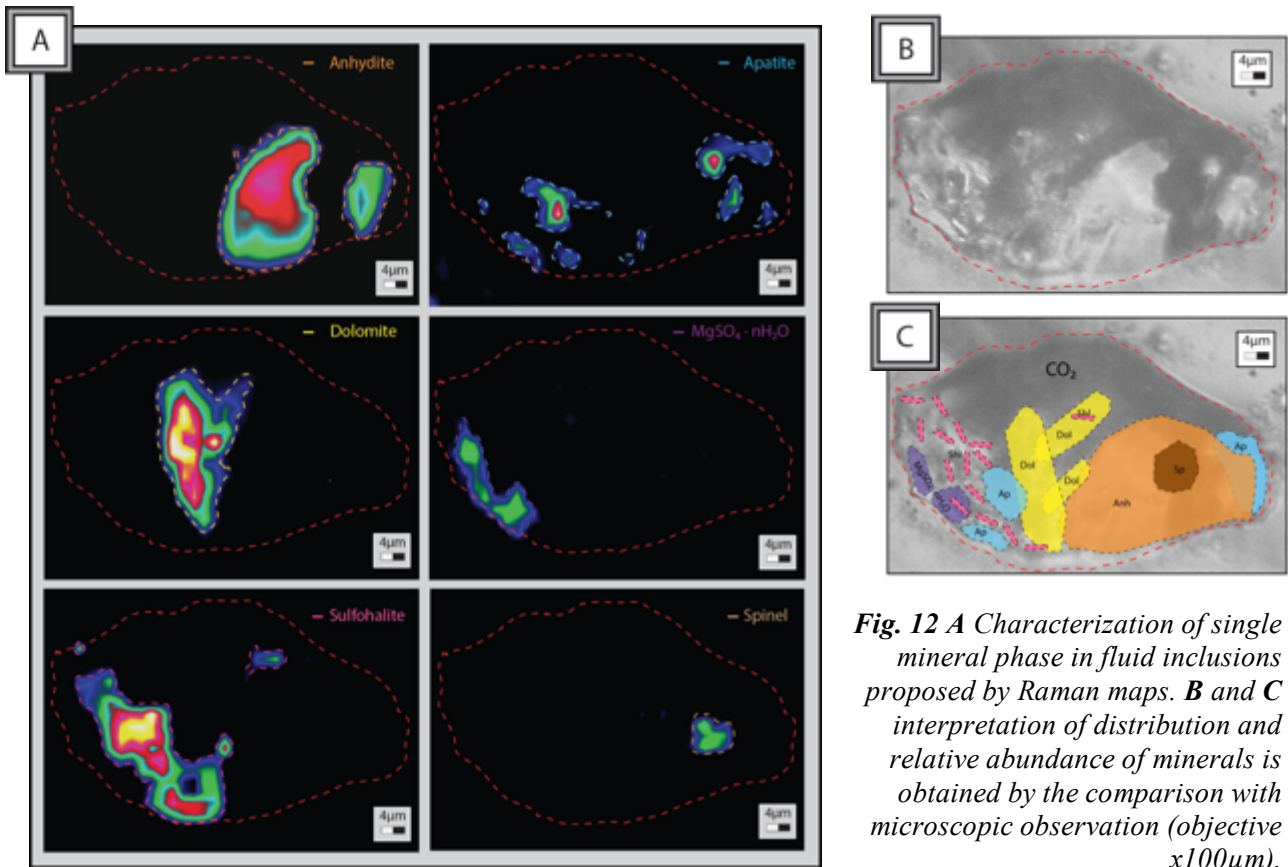 A
Anhydite
4µm
Apatite
4µm
Dolomite
4µm
MgSO₄ · nH₂O
4µm
Sulfohalite
4µm
Spinel
4µm
B
4µm
C
4µm
CO₂
Dol
Dol
Dol
Ap
Ap
Ap
Sp
Anh
Fig. 12 A Characterization of single
mineral phase in fluid inclusions
proposed by Raman maps. B and C
interpretation of distribution and
relative abundance of minerals is
obtained by the comparison with
microscopic observation (objective
x100µm).